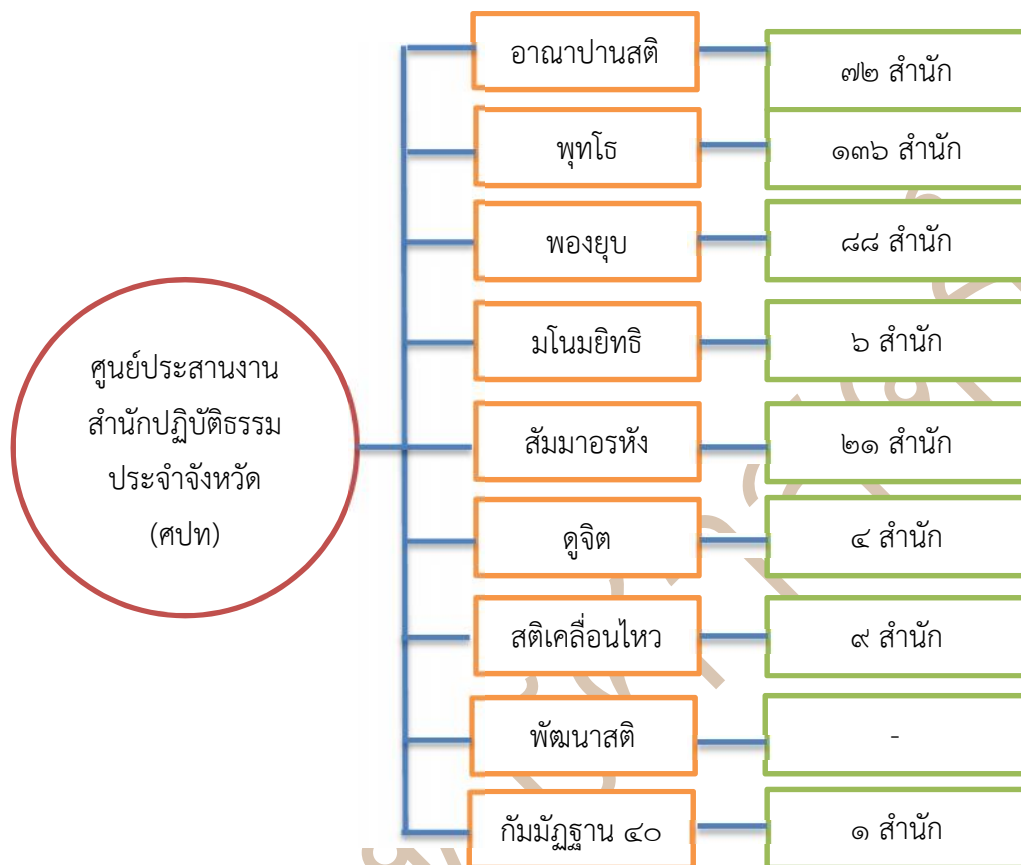 ศูนย์ประสานงาน
สำนักปฏิบัติธรรม
ประจำจังหวัด
(ศปท)
อาณาปานสติ
๗๒ สำนัก
พุทโธ
๑๓๖ สำนัก
พองยุบ
๘๘ สำนัก
มโนมยิทธิ
๖ สำนัก
สัมมาอรหัง
๒๑ สำนัก
ดูจิต
๔ สำนัก
สติเคลื่อนไหว
๙ สำนัก
พัฒนาสติ
-
กัมมัฏฐาน ๔๐
๑ สำนัก